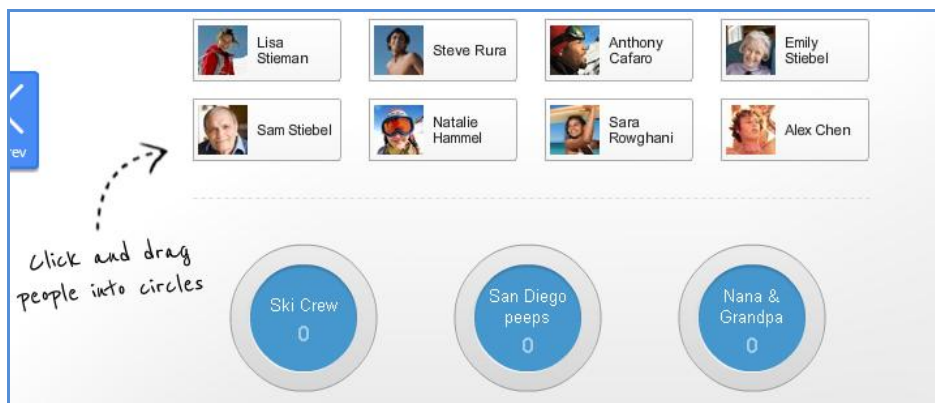 Lisa
Stieman
Steve Rura
Anthony
Cafaro
Emily
Stiebel
Sam Stiebel
Natalie
Hammel
Sara
Rowghani
Alex Chen
rev
Click and drag
people into circles
Ski Crew
0
San Diego
peeps
0
Nana &
Grandpa
0